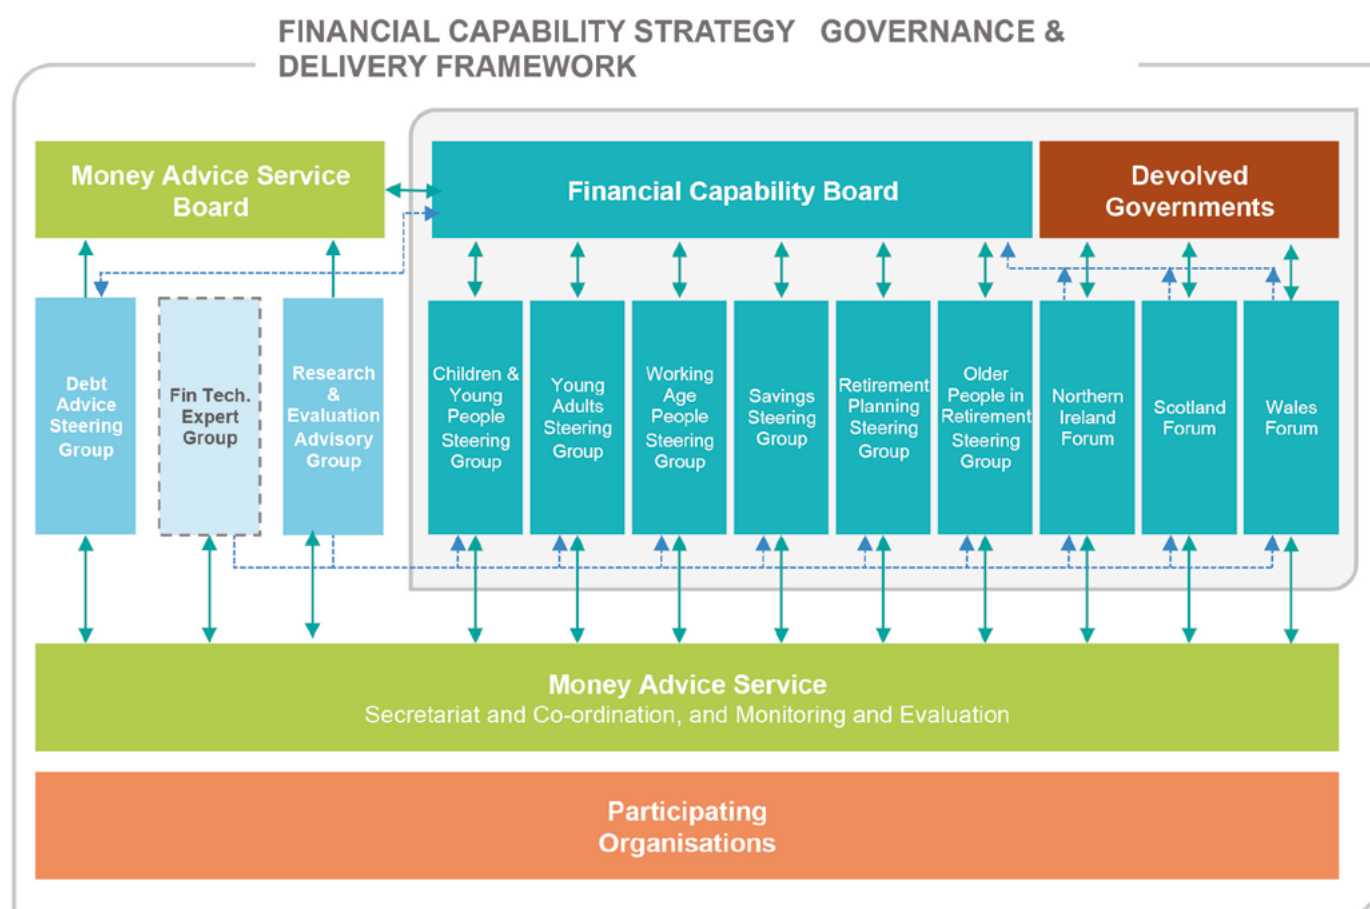 FINANCIAL CAPABILITY STRATEGY GOVERNANCE &
DELIVERY FRAMEWORK
Money Advice Service
Board
Financial Capability Board
Devolved
Governments
Debt
Advice
Steering
Group
Fin Tech.
Expert
Group
Research
&
Evaluation
Advisory
Group
Children &
Young
People
Steering
Group
Young
Adults
Steering
Group
Working
Age
People
Steering
Group
Savings
Steering
Group
Retirement
Planning
Steering
Group
Older
People in
Retirement
Steering
Group
Northern
Ireland
Forum
Scotland
Forum
Wales
Forum
Money Advice Service
Secretariat and Co-ordination, and Monitoring and Evaluation
Participating
Organisations